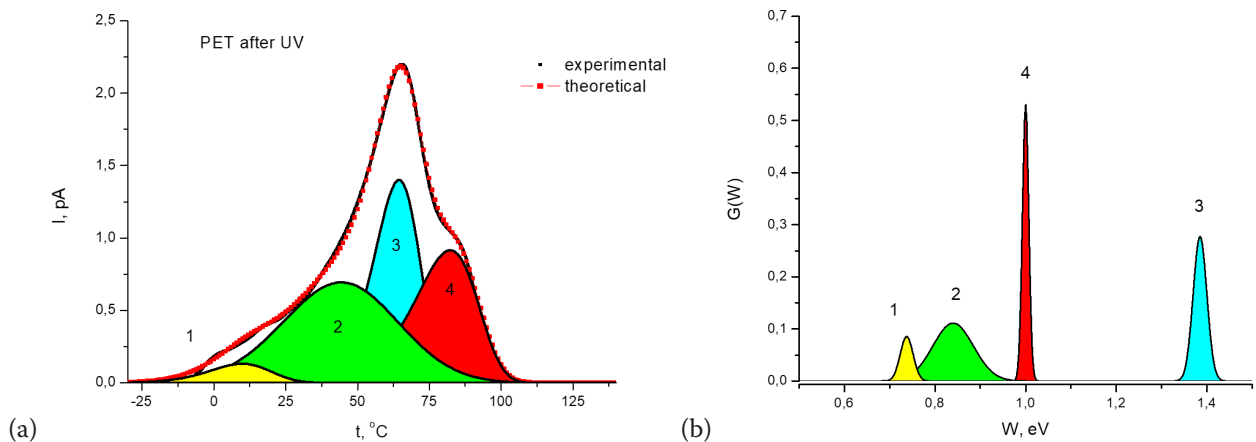 PET after UV
experimental
theoretical
2,5
2,0
1,5
1,0
0,5
0,0
I, pA
1
2
3
4
-25 0 25 50 75 100 125
t, °C
(a)
0,7
0,6
0,5
0,4
0,3
0,2
0,1
0,0
G(W)
1
2
4
3
0,6 0,8 1,0 1,2 1,4
W, eV
(b)